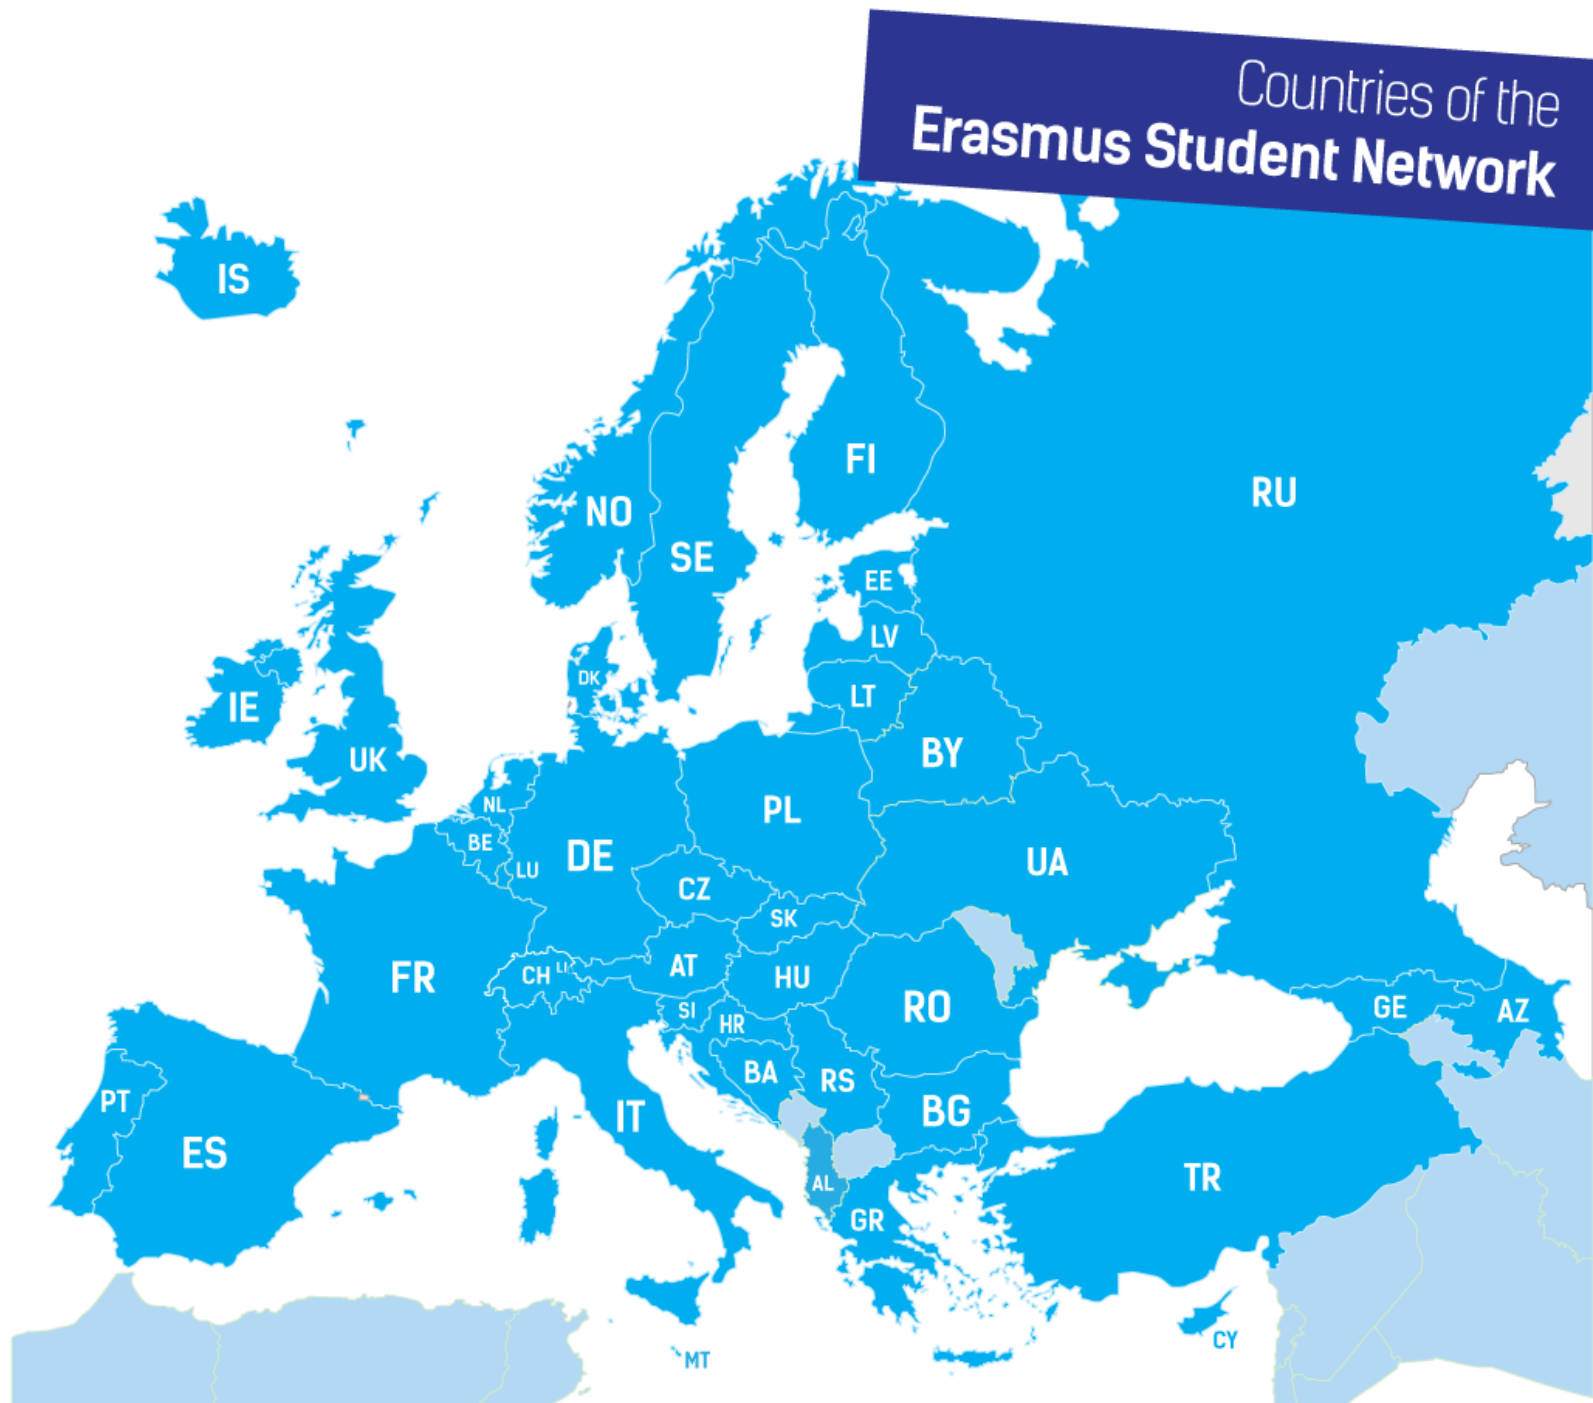 Countries of the
Erasmus Student Network
IS
FI
RU
NO
SE
EE
LV
DK
LT
IE
BY
UK
NL
PL
BE
DE
UA
LU
CZ
SK
FR
CH
LI
AT
HU
RO
GE
AZ
SI
HR
BA
RS
PT
BG
IT
ES
TR
AL
GR
CY
MT